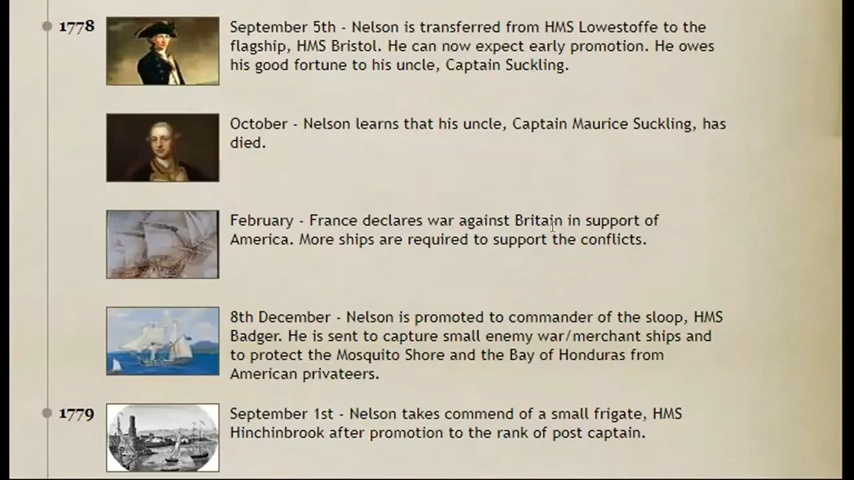 1778
September 5th - Nelson is transferred from HMS Lowestoffe to the
flagship, HMS Bristol. He can now expect early promotion. He owes
his good fortune to his uncle, Captain Suckling.
October - Nelson learns that his uncle, Captain Maurice Suckling, has
died.
February - France declares war against Britain in support of
America. More ships are required to support the conflicts.
8th December - Nelson is promoted to commander of the sloop, HMS
Badger. He is sent to capture small enemy war/merchant ships and
to protect the Mosquito Shore and the Bay of Honduras from
American privateers.
1779
September 1st - Nelson takes commend of a small frigate, HMS
Hinchinbrook after promotion to the rank of post captain.